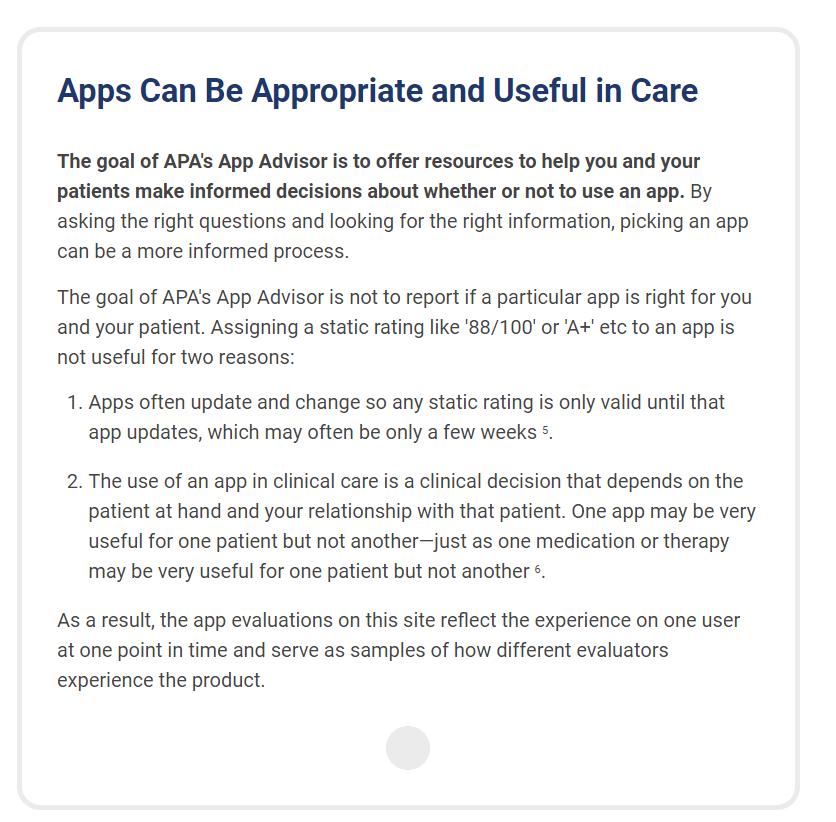 Apps Can Be Appropriate and Useful in Care
The goal of APA's App Advisor is to offer resources to help you and your
patients make informed decisions about whether or not to use an app. By
asking the right questions and looking for the right information, picking an app
can be a more informed process.
The goal of APA's App Advisor is not to report if a particular app is right for you
and your patient. Assigning a static rating like '88/100' or 'A+' etc to an app is
not useful for two reasons:
1. Apps often update and change so any static rating is only valid until that
app updates, which may often be only a few weeks ⁵.
2. The use of an app in clinical care is a clinical decision that depends on the
patient at hand and your relationship with that patient. One app may be very
useful for one patient but not another—just as one medication or therapy
may be very useful for one patient but not another ⁶.
As a result, the app evaluations on this site reflect the experience on one user
at one point in time and serve as samples of how different evaluators
experience the product.